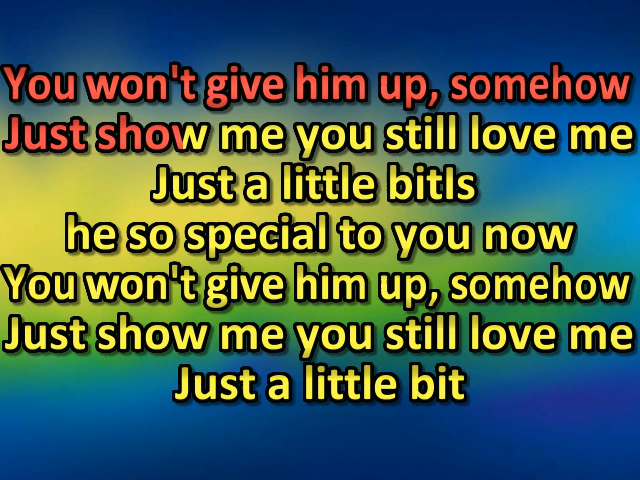 You won't give him up, somehow
Just show me you still love me
Just a little bitIs
he so special to you now
You won't give him up, somehow
Just show me you still love me
Just a little bit